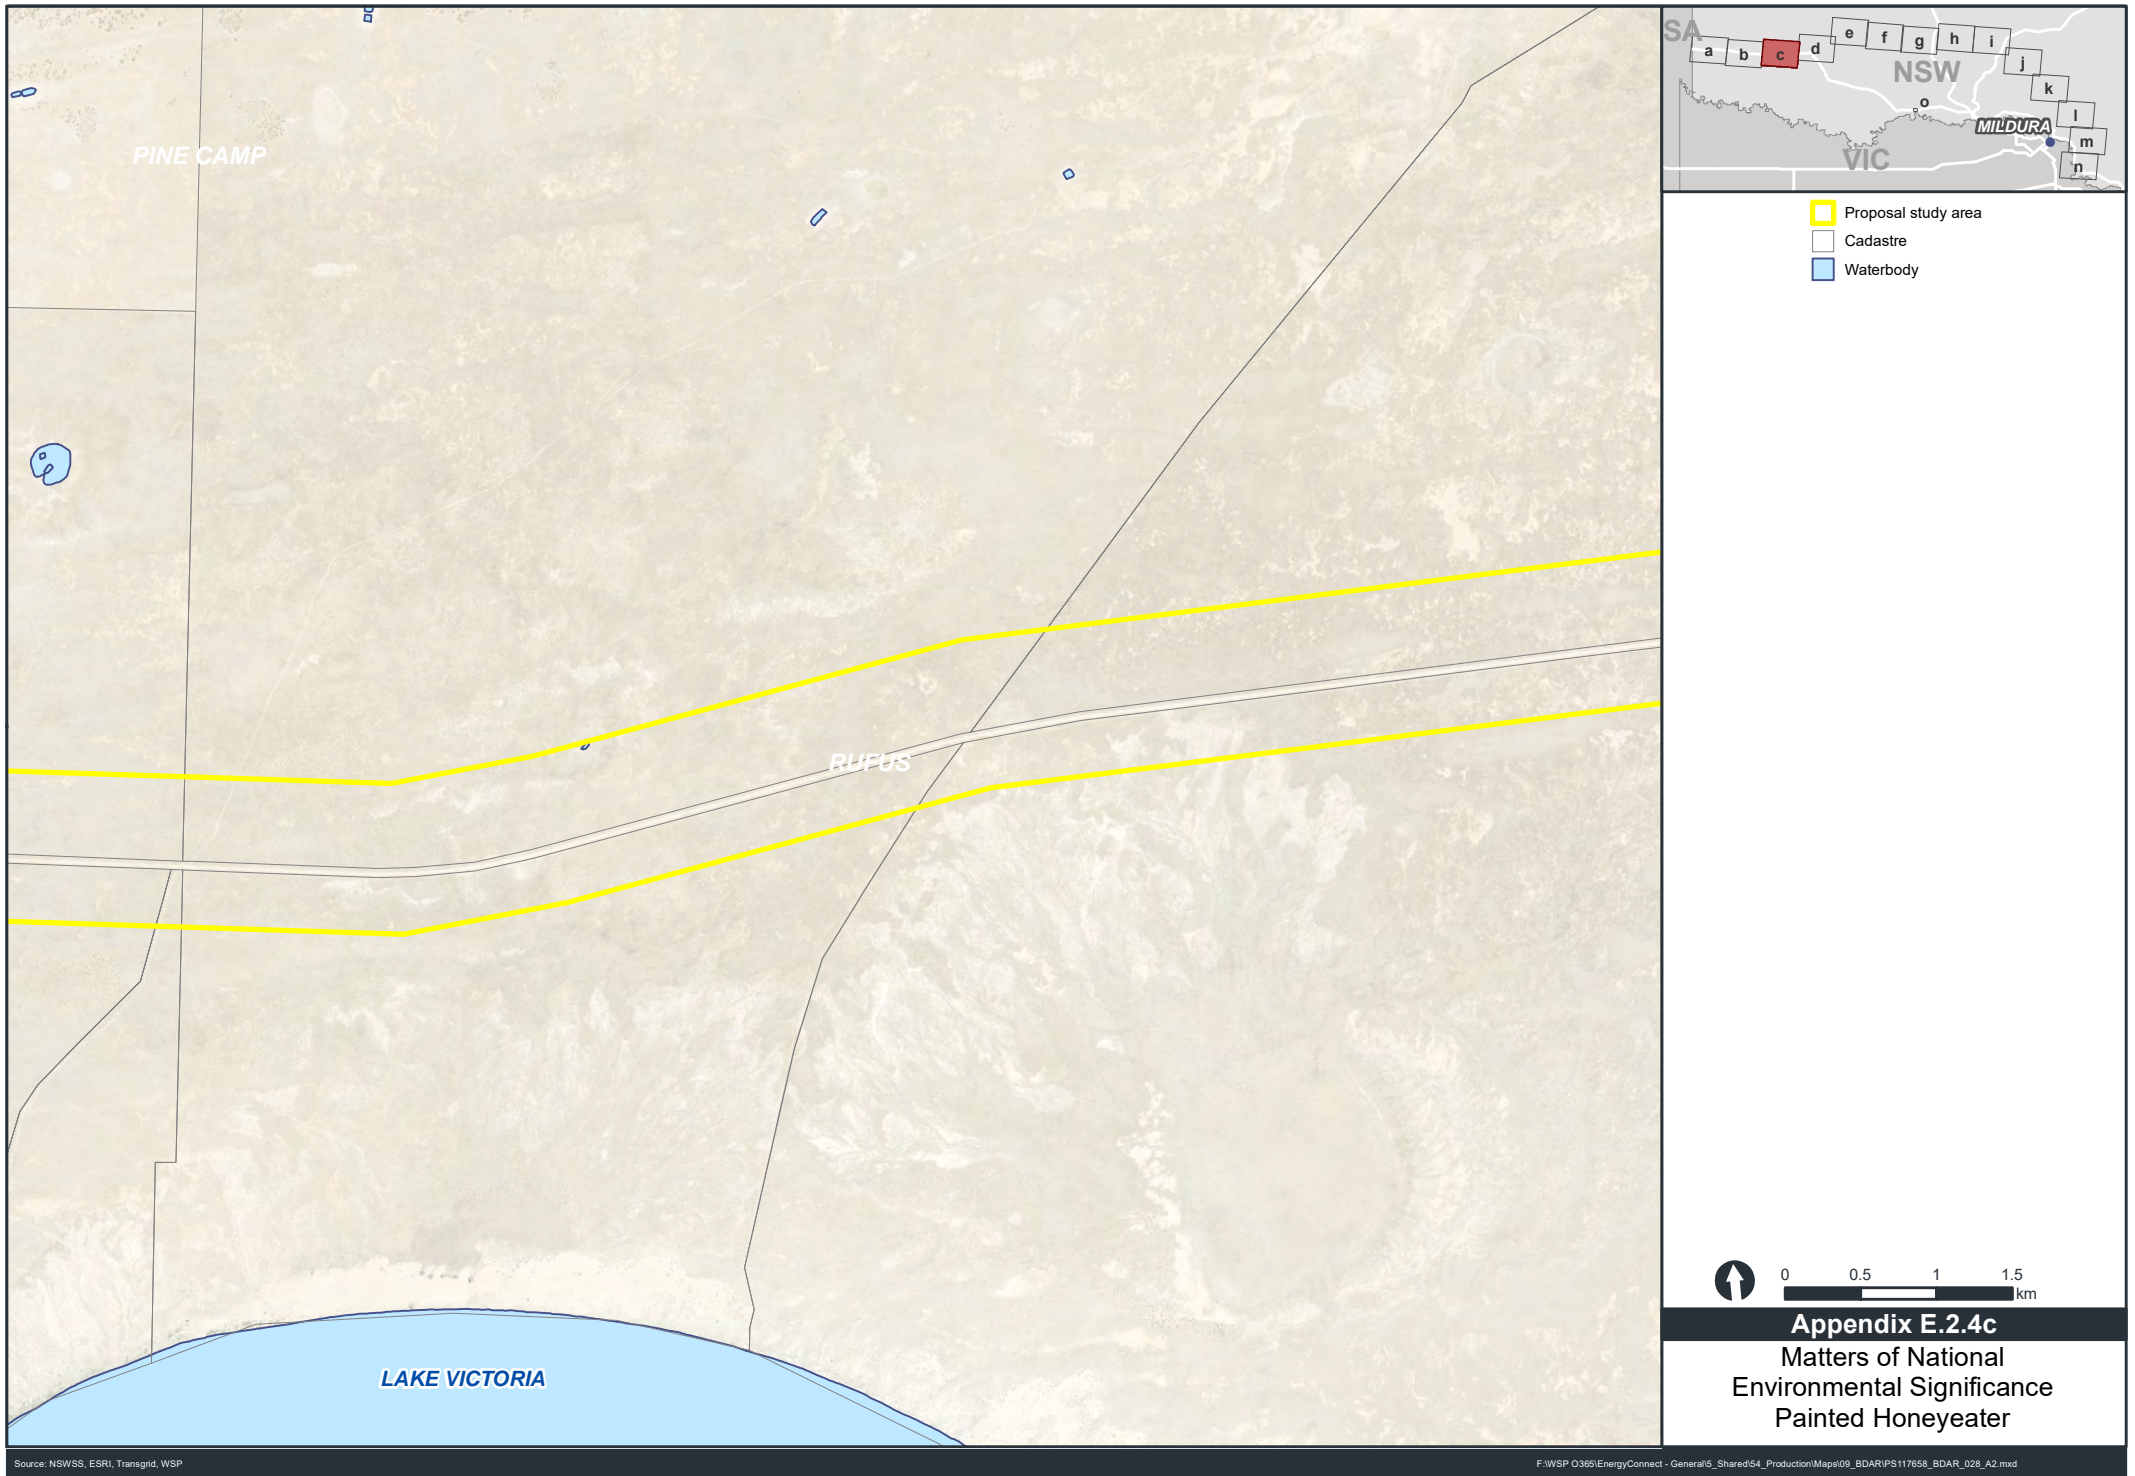 PINE CAMP
RUFUS
LAKE VICTORIA
SA
a
b
c
d
e
f
g
h
i
j
k
l
m
n
o
NSW
MILDURA
VIC
Proposal study area
Cadastre
Waterbody
0 0.5 1 1.5
km
Appendix E.2.4c
Matters of National
Environmental Significance
Painted Honeyeater
Source: NSWSS, ESRI, Transgrid, WSP
F:\WSP O365\EnergyConnect - General\5_Shared\54_Production\Maps\09_BDAR\PS117658_BDAR_028_A2.mxd